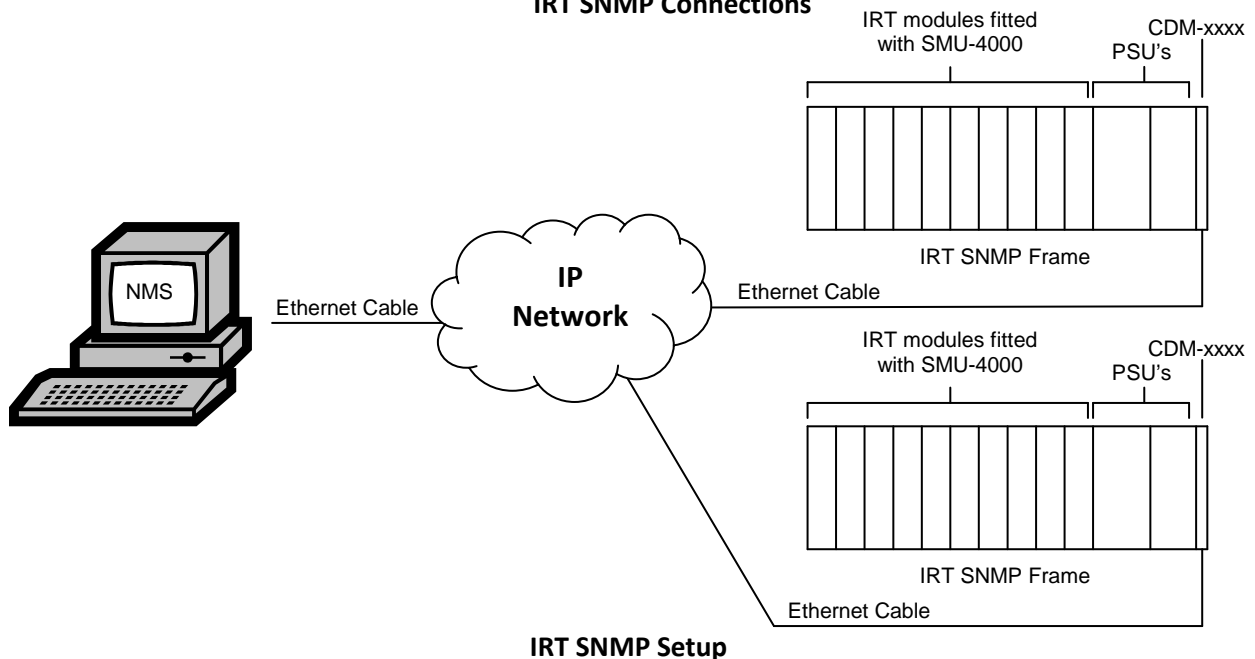 IRT SNMP Connections
IRT modules fitted
with SMU-4000
CDM-xxxx
PSU's
IRT SNMP Frame
NMS
Ethernet Cable
IP
Network
Ethernet Cable
IRT modules fitted
with SMU-4000
CDM-xxxx
PSU's
IRT SNMP Frame
Ethernet Cable
IRT SNMP Setup